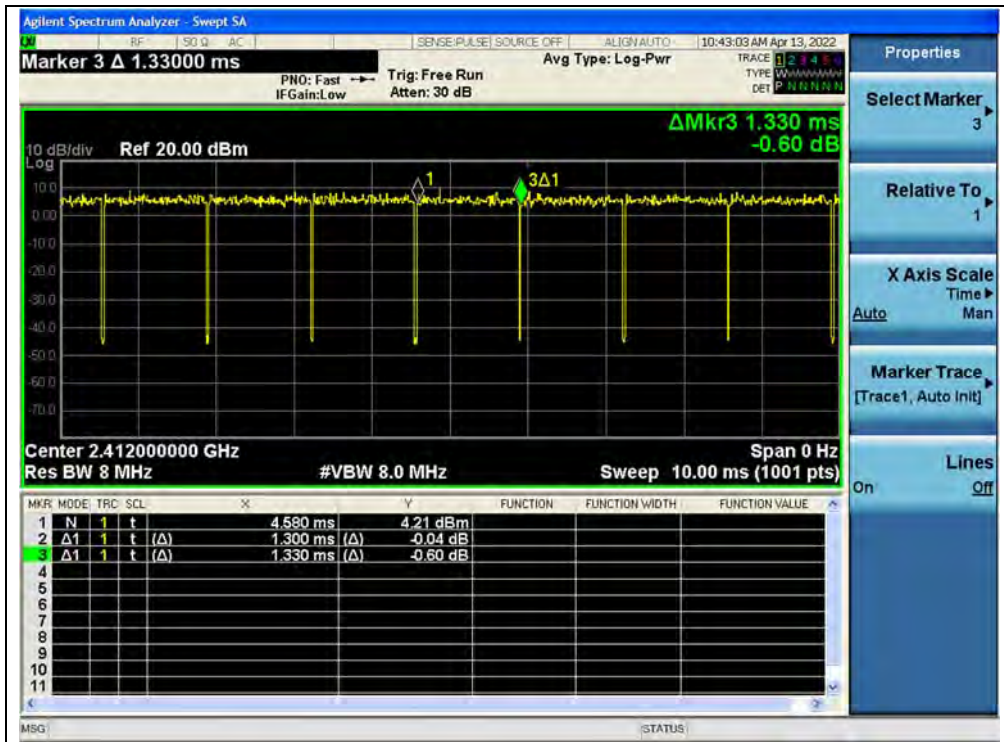 Agilent Spectrum Analyzer - Swept SA
RF 50 Ω AC SENSE:PULSE SOURCE OFF ALIGN AUTO 10:43:03 AM Apr 13, 2022
Marker 3 Δ 1.33000 ms
PNO: Fast
IFGain:Low
Trig: Free Run
Atten: 30 dB
Avg Type: Log-Pwr
TRACE 1 2 3 4 5 6
TYPE W
DET P N N N N N
ΔMkr3 1.330 ms
-0.60 dB
10 dB/div Ref 20.00 dBm
Log
1 3Δ1
10.0
0.00
-10.0
-20.0
-30.0
-40.0
-50.0
-60.0
-70.0
Center 2.412000000 GHz Span 0 Hz
Res BW 8 MHz #VBW 8.0 MHz Sweep 10.00 ms (1001 pts)
MKR MODE TRC SCL X Y FUNCTION FUNCTION WIDTH FUNCTION VALUE
1 N 1 t 4.580 ms 4.21 dBm
2 Δ1 1 t (Δ) 1.300 ms (Δ) -0.04 dB
3 Δ1 1 t (Δ) 1.330 ms (Δ) -0.60 dB
4
5
6
7
8
9
10
11
MSG STATUS
Properties
Select Marker
3
Relative To
1
X Axis Scale
Time
Auto Man
Marker Trace
[Trace1, Auto Init]
Lines
On Off